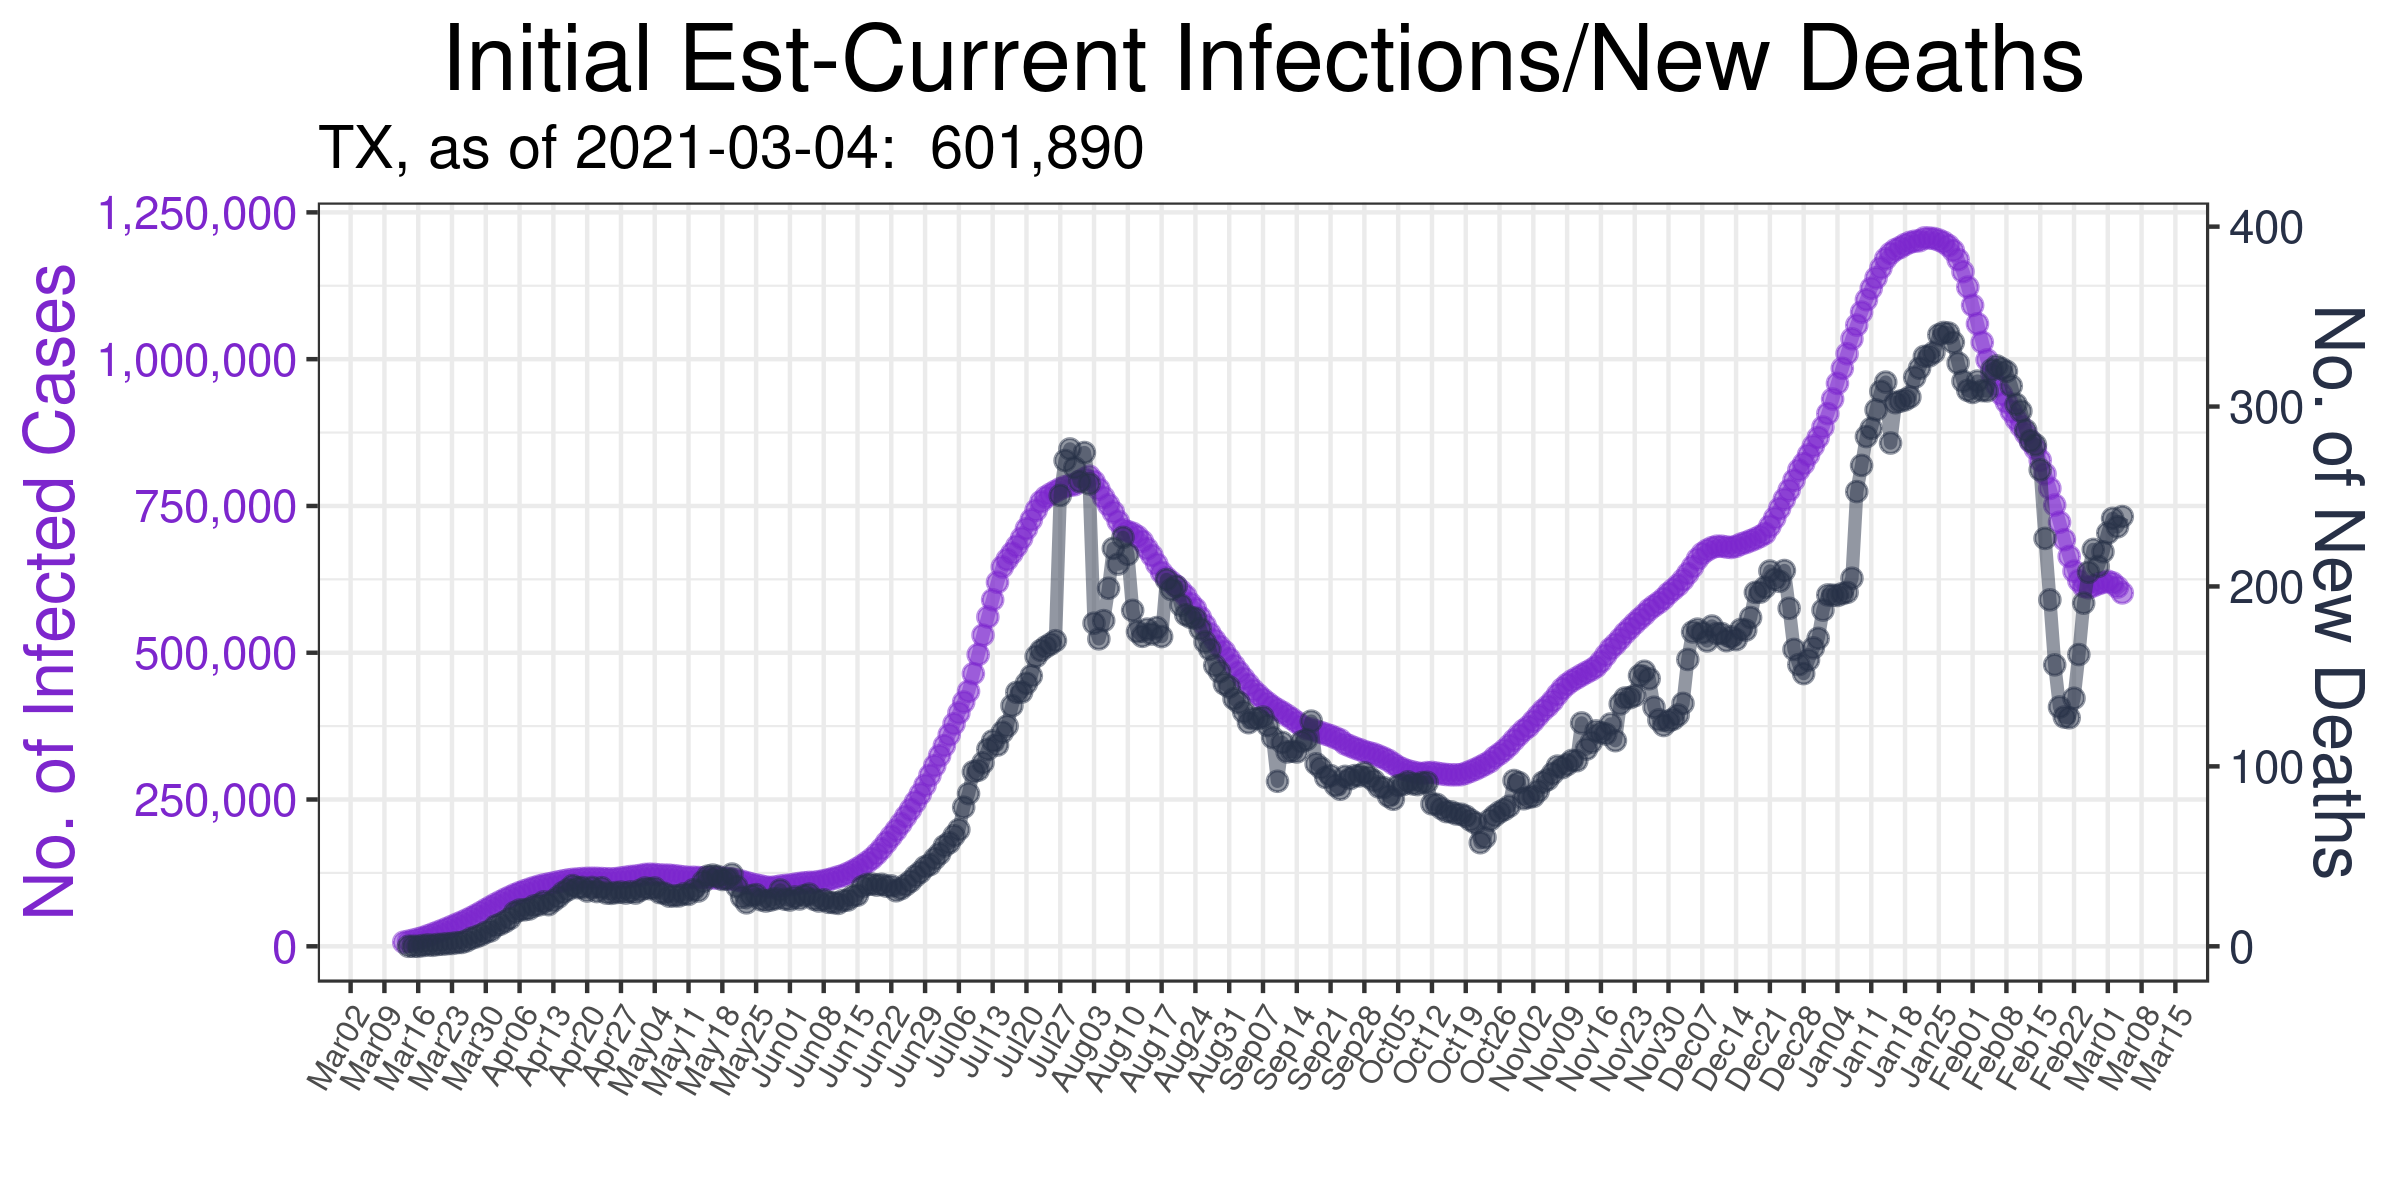 Initial Est-Current Infections/New Deaths
TX, as of 2021-03-04:  601,890
No. of Infected Cases
1,250,000
1,000,000
750,000
500,000
250,000
0
400
300
200
100
0
No. of New Deaths
Mar02
Mar09
Mar16
Mar23
Mar30
Apr06
Apr13
Apr20
Apr27
May04
May11
May18
May25
Jun01
Jun08
Jun15
Jun22
Jun29
Jul06
Jul13
Jul20
Jul27
Aug03
Aug10
Aug17
Aug24
Aug31
Sep07
Sep14
Sep21
Sep28
Oct05
Oct12
Oct19
Oct26
Nov02
Nov09
Nov16
Nov23
Nov30
Dec07
Dec14
Dec21
Dec28
Jan04
Jan11
Jan18
Jan25
Feb01
Feb08
Feb15
Feb22
Mar01
Mar08
Mar15